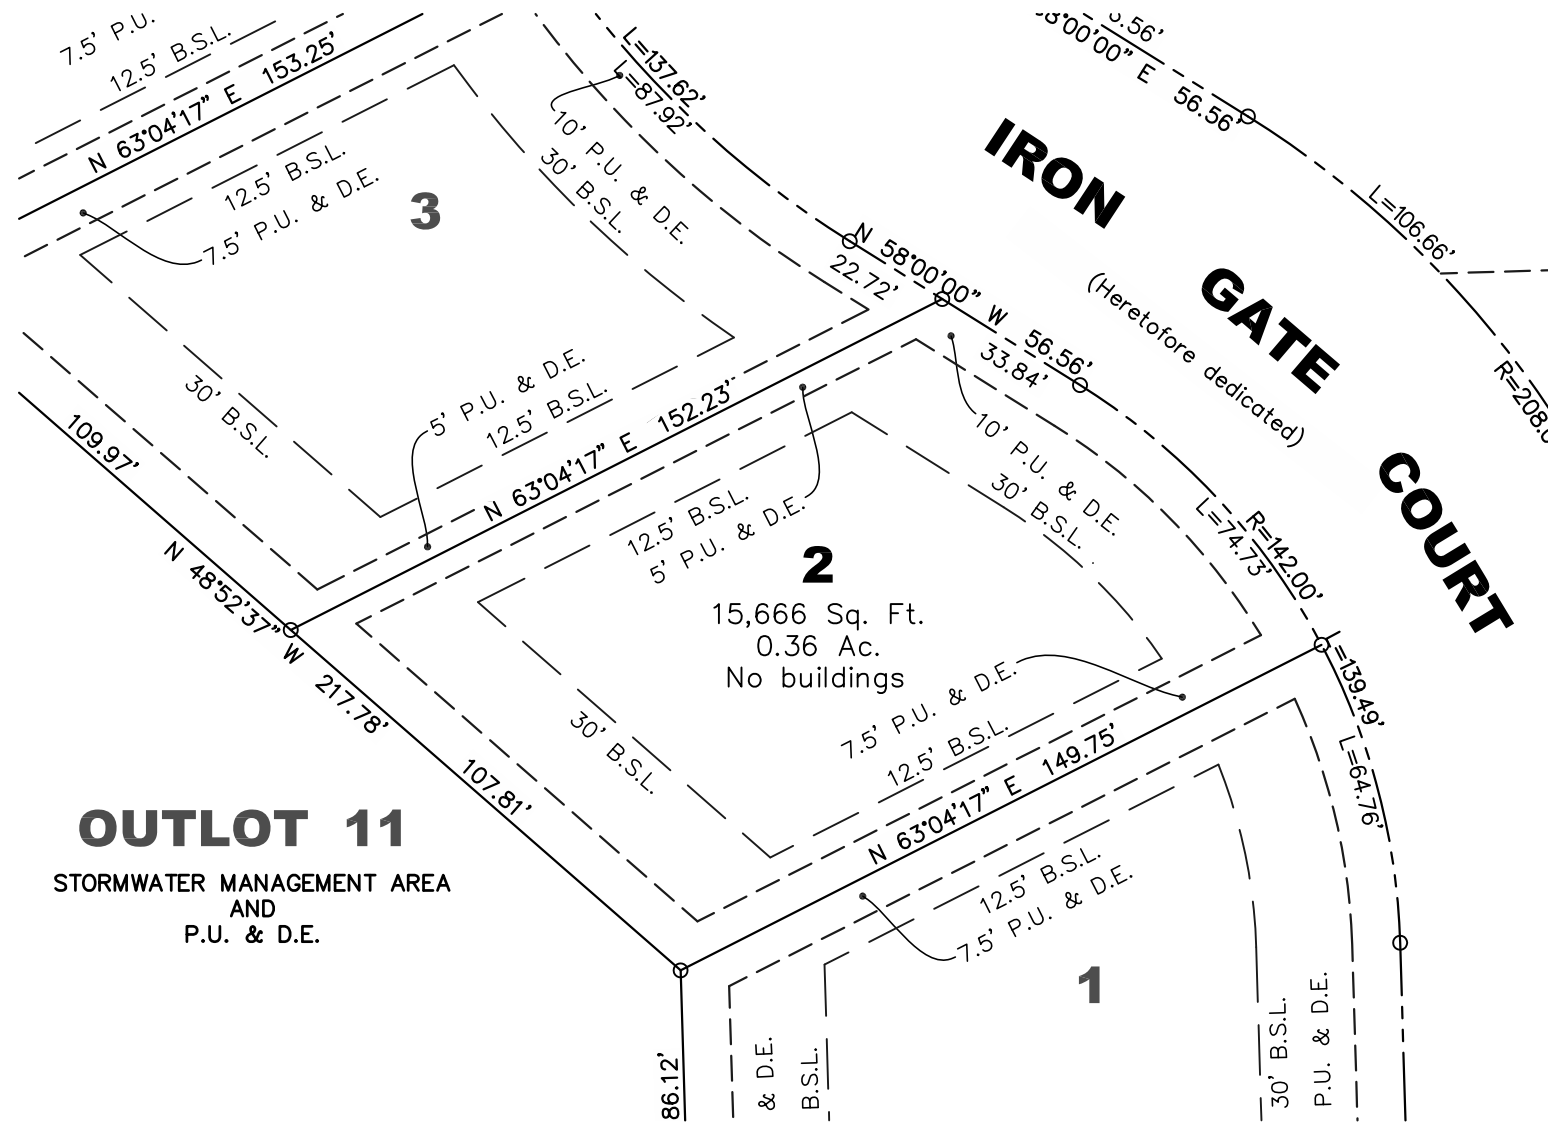 7.5' P.U.
12.5' B.S.L.
N 63°04'17" E 153.25'
12.5' B.S.L.
7.5' P.U. & D.E.
3
L=137.62'
L=87.92'
10' P.U. & D.E.
30' B.S.L.
56.56'
L=106.66'
R=208.
IRON
GATE
COURT
(Heretofore dedicated)
N 58°00'00" W 56.56'
22.72'
33.84'
30' B.S.L.
5' P.U. & D.E.
12.5' B.S.L.
N 63°04'17" E 152.23'
12.5' B.S.L.
5' P.U. & D.E.
10' P.U. & D.E.
30' B.S.L.
L=74.73'
R=142.00'
109.97'
N 48°52'37" W 217.78'
107.81'
2
15,666 Sq. Ft.
0.36 Ac.
No buildings
30' B.S.L.
7.5' P.U. & D.E.
12.5' B.S.L.
N 63°04'17" E 149.75'
12.5' B.S.L.
7.5' P.U. & D.E.
=139.49'
L=64.76'
OUTLOT 11
STORMWATER MANAGEMENT AREA
AND
P.U. & D.E.
1
86.12'
& D.E.
B.S.L.
30' B.S.L.
P.U. & D.E.